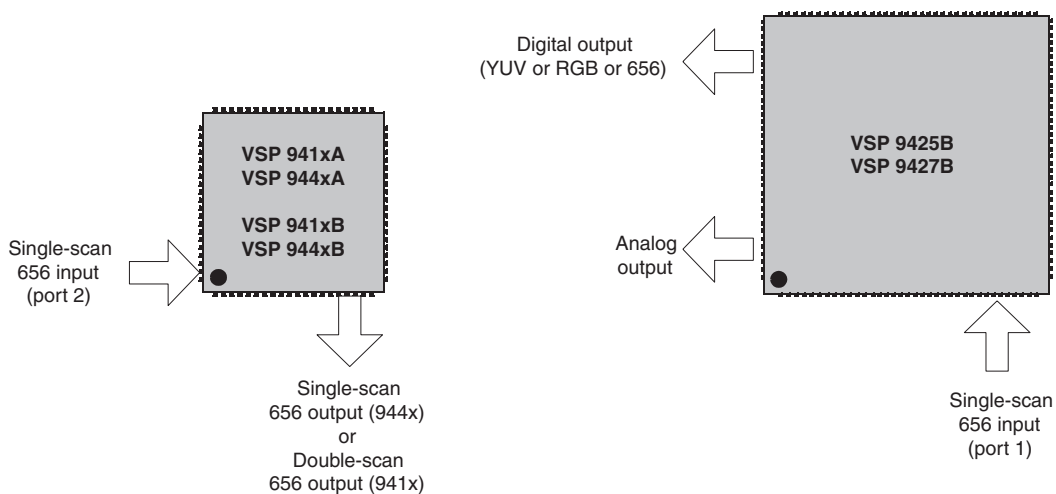 Digital output
(YUV or RGB or 656)
VSP 941xA
VSP 944xA
VSP 941xB
VSP 944xB
VSP 9425B
VSP 9427B
Single-scan
656 input
(port 2)
Analog
output
Single-scan
656 output (944x)
or
Double-scan
656 output (941x)
Single-scan
656 input
(port 1)